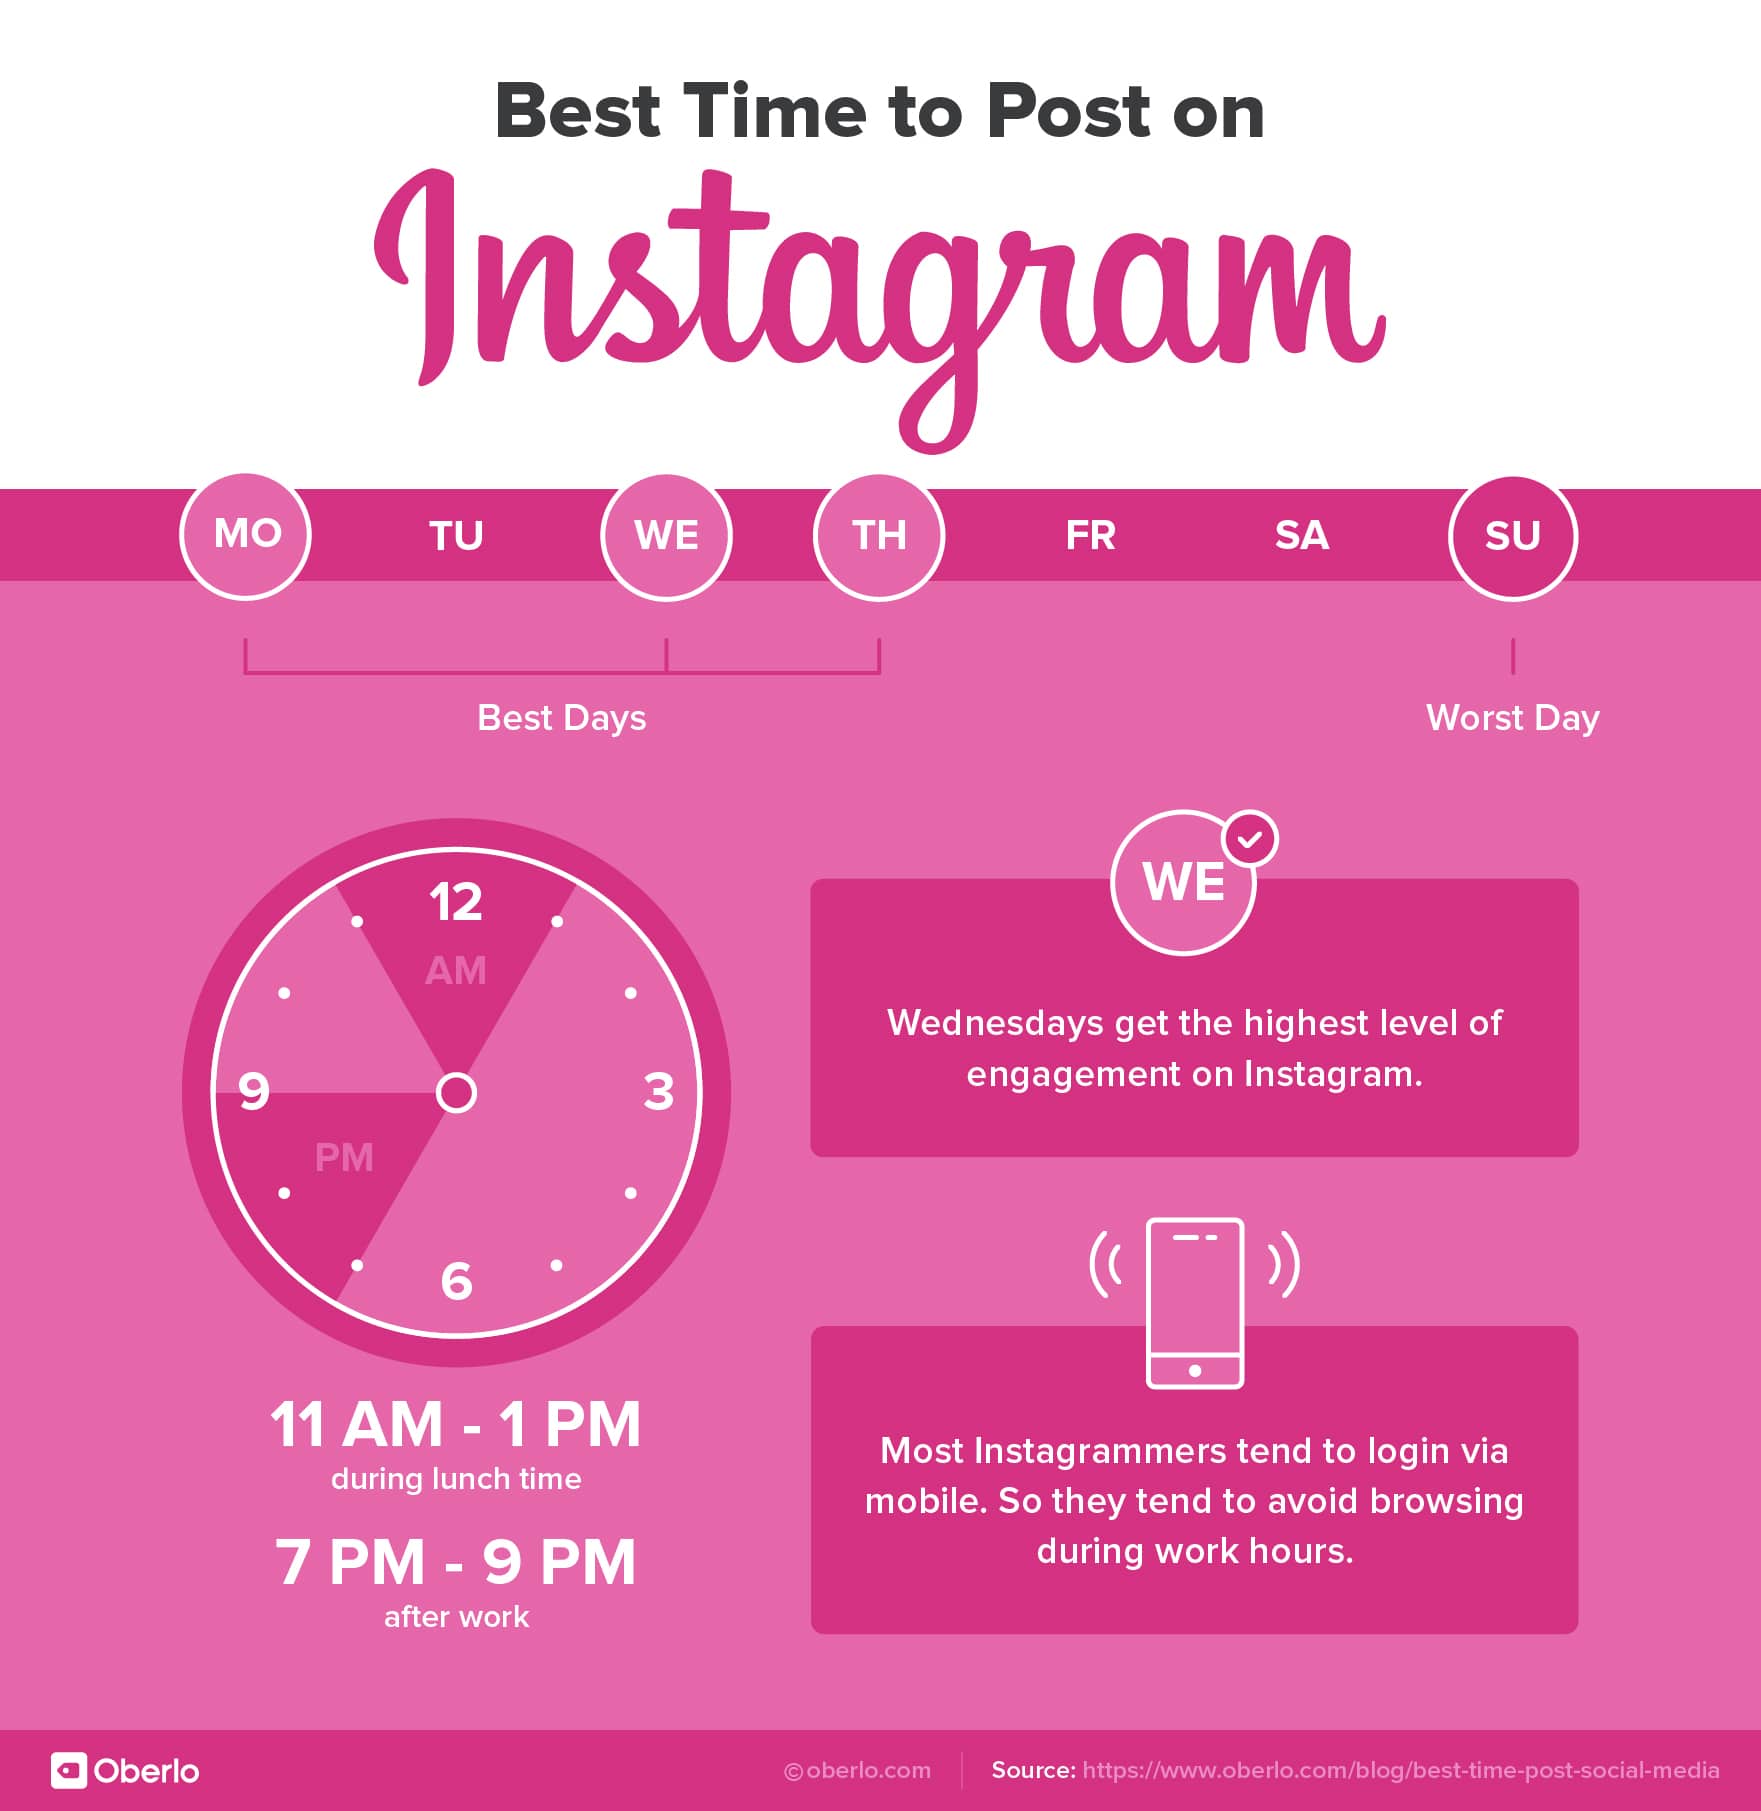 Best Time to Post on
Instagram
MO TU WE TH FR SA SU
Best Days
Worst Day
12
AM
9
3
PM
6
11 AM - 1 PM
during lunch time
7 PM - 9 PM
after work
WE
Wednesdays get the highest level of
engagement on Instagram.
Most Instagrammers tend to login via
mobile. So they tend to avoid browsing
during work hours.
Oberlo
©oberlo.com
Source: https://www.oberlo.com/blog/best-time-post-social-media